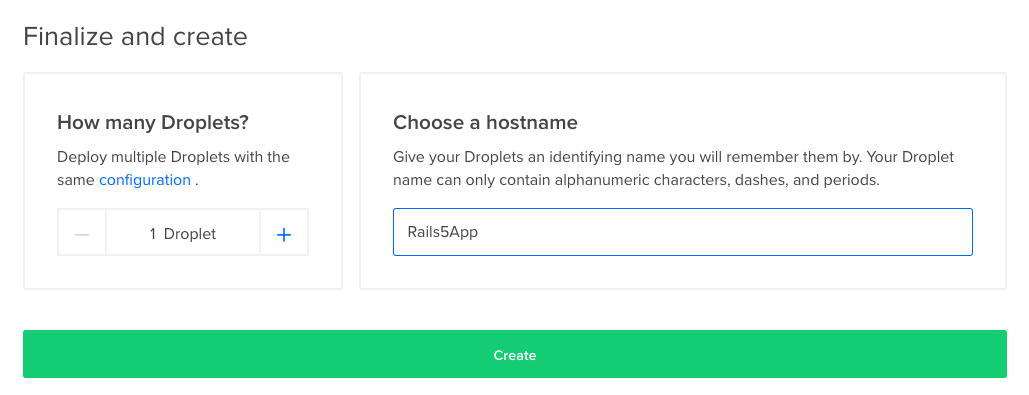 Finalize and create
How many Droplets?
Deploy multiple Droplets with the
same configuration .
− 1 Droplet +
Choose a hostname
Give your Droplets an identifying name you will remember them by. Your Droplet
name can only contain alphanumeric characters, dashes, and periods.
Rails5App
Create